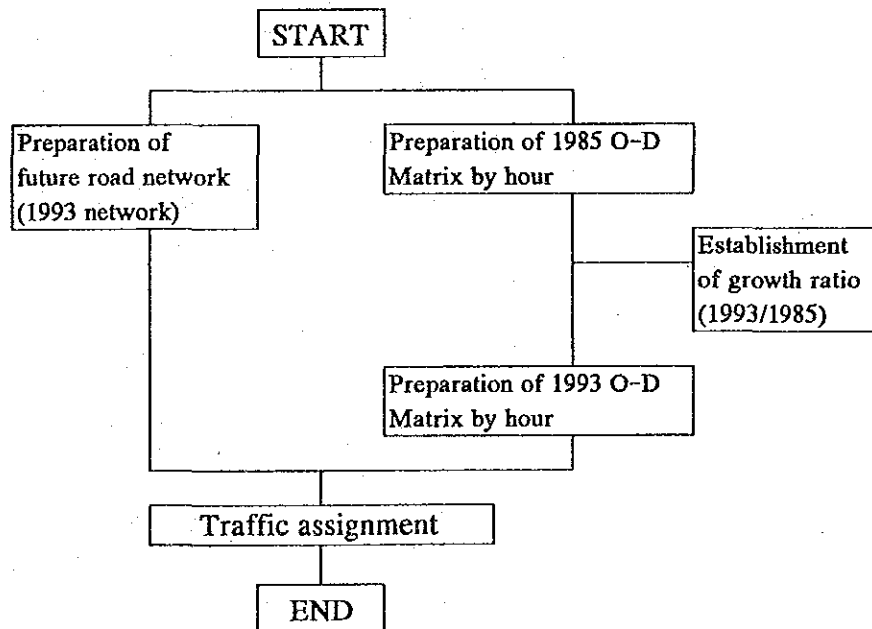 START
Preparation of
future road network
(1993 network)
Preparation of 1985 O-D
Matrix by hour
Establishment
of growth ratio
(1993/1985)
Preparation of 1993 O-D
Matrix by hour
Traffic assignment
END